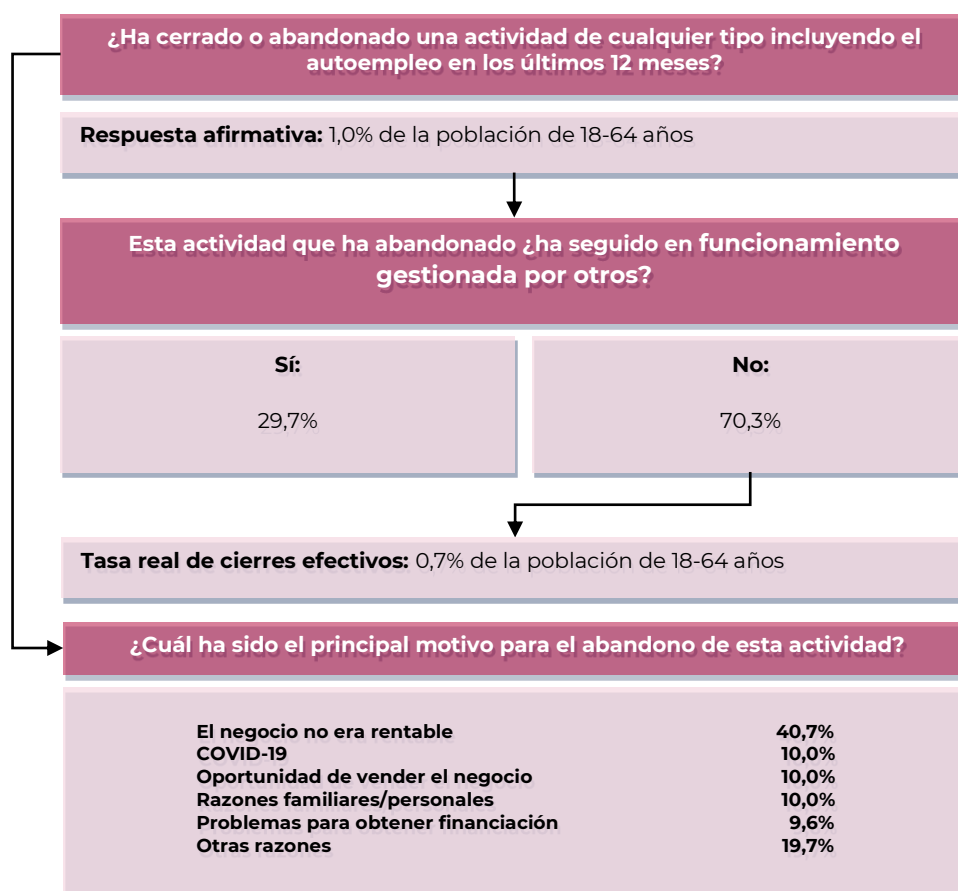 ¿Ha cerrado o abandonado una actividad de cualquier tipo incluyendo el
autoempleo en los últimos 12 meses?
Respuesta afirmativa: 1,0% de la población de 18-64 años
Esta actividad que ha abandonado ¿ha seguido en funcionamiento
gestionada por otros?
Sí:
29,7%
No:
70,3%
Tasa real de cierres efectivos: 0,7% de la población de 18-64 años
¿Cuál ha sido el principal motivo para el abandono de esta actividad?
El negocio no era rentable 40,7%
COVID-19 10,0%
Oportunidad de vender el negocio 10,0%
Razones familiares/personales 10,0%
Problemas para obtener financiación 9,6%
Otras razones 19,7%